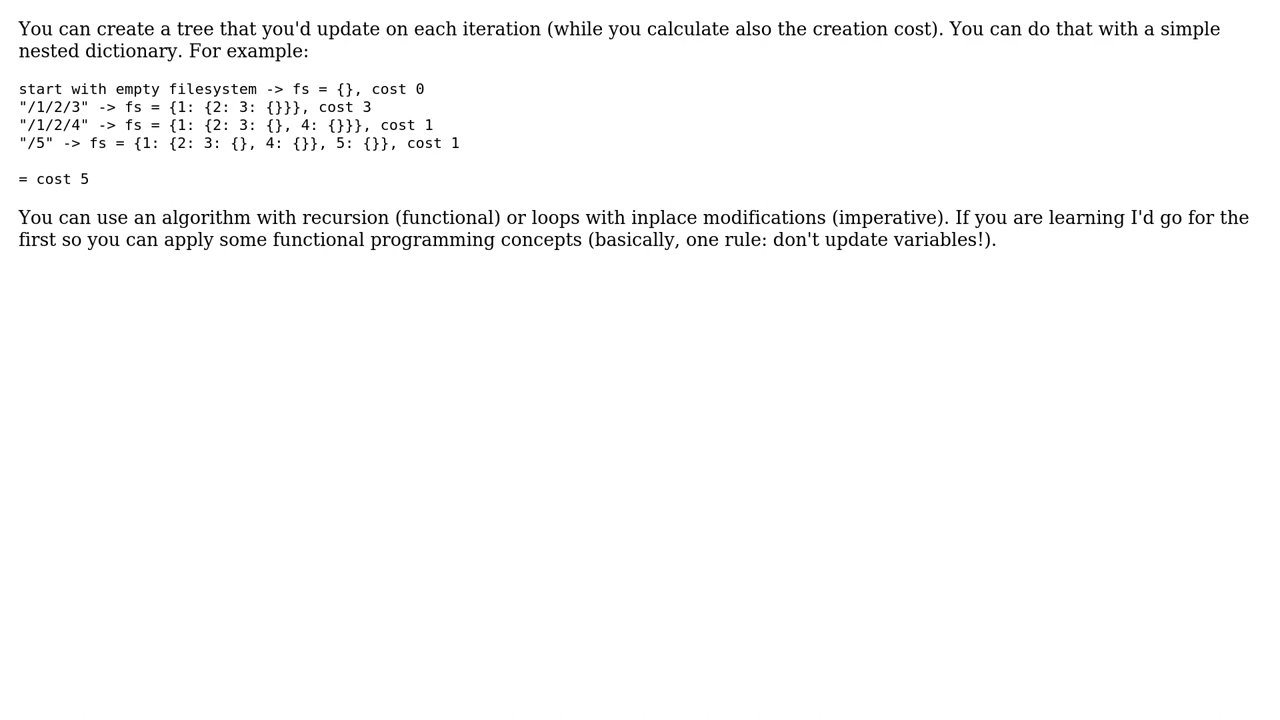 You can create a tree that you'd update on each iteration (while you calculate also the creation cost). You can do that with a simple
nested dictionary. For example:
start with empty filesystem -> fs = {}, cost 0
"/1/2/3" -> fs = {1: {2: 3: {}}}, cost 3
"/1/2/4" -> fs = {1: {2: 3: {}, 4: {}}}, cost 1
"/5" -> fs = {1: {2: 3: {}, 4: {}}, 5: {}}, cost 1
= cost 5
You can use an algorithm with recursion (functional) or loops with inplace modifications (imperative). If you are learning I'd go for the
first so you can apply some functional programming concepts (basically, one rule: don't update variables!).